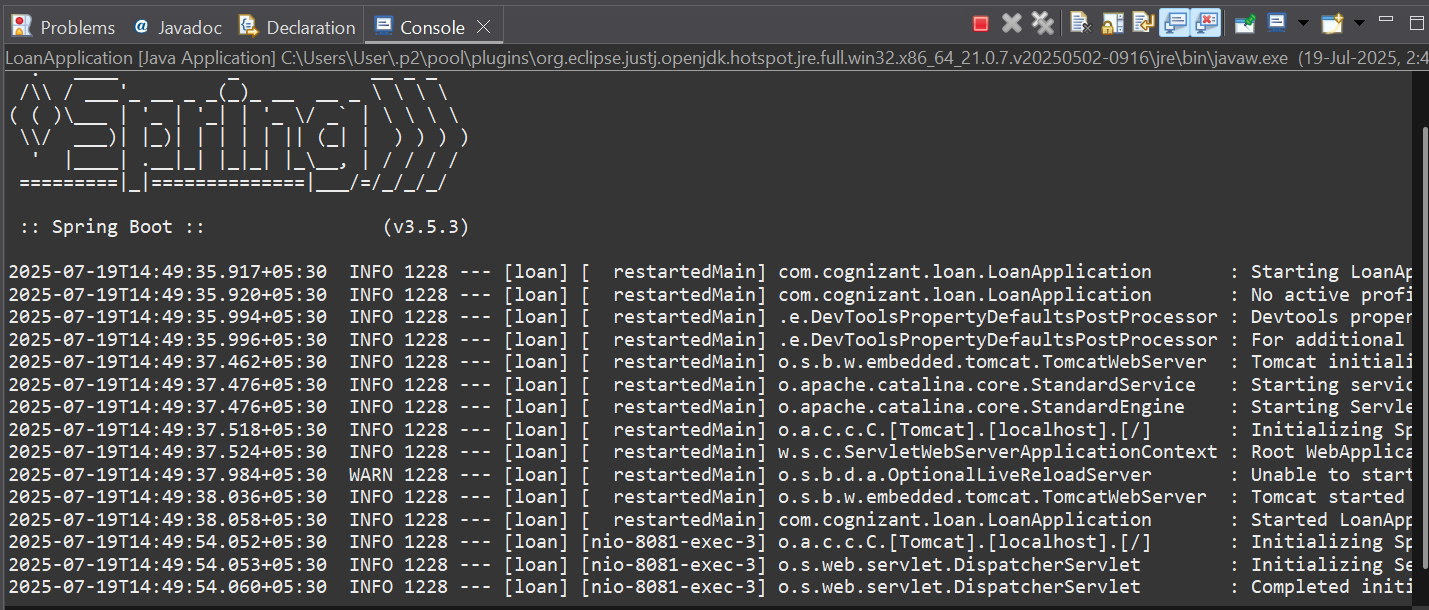 Problems Javadoc Declaration Console
LoanApplication [Java Application] C:\Users\User\.p2\pool\plugins\org.eclipse.justj.openjdk.hotspot.jre.full.win32.x86_64_21.0.7.v20250502-0916\jre\bin\javaw.exe (19-Jul-2025, 2:4
 .   ____          _            __ _ _
 /\\ / ___'_ __ _ _(_)_ __  __ _ \ \ \ \
( ( )\___ | '_ | '_| | '_ \/ _` | \ \ \ \
 \\/  ___)| |_)| | | | | || (_| |  ) ) ) )
  '  |____| .__|_| |_|_| |_\__, | / / / /
 =========|_|==============|___/=/_/_/_/
 :: Spring Boot ::                (v3.5.3)
2025-07-19T14:49:35.917+05:30  INFO 1228 --- [loan] [  restartedMain] com.cognizant.loan.LoanApplication       : Starting LoanAp
2025-07-19T14:49:35.920+05:30  INFO 1228 --- [loan] [  restartedMain] com.cognizant.loan.LoanApplication       : No active profi
2025-07-19T14:49:35.994+05:30  INFO 1228 --- [loan] [  restartedMain] .e.DevToolsPropertyDefaultsPostProcessor : Devtools proper
2025-07-19T14:49:35.996+05:30  INFO 1228 --- [loan] [  restartedMain] .e.DevToolsPropertyDefaultsPostProcessor : For additional
2025-07-19T14:49:37.462+05:30  INFO 1228 --- [loan] [  restartedMain] o.s.b.w.embedded.tomcat.TomcatWebServer  : Tomcat initiali
2025-07-19T14:49:37.476+05:30  INFO 1228 --- [loan] [  restartedMain] o.apache.catalina.core.StandardService   : Starting servic
2025-07-19T14:49:37.476+05:30  INFO 1228 --- [loan] [  restartedMain] o.apache.catalina.core.StandardEngine    : Starting Servle
2025-07-19T14:49:37.518+05:30  INFO 1228 --- [loan] [  restartedMain] o.a.c.c.C.[Tomcat].[localhost].[/]       : Initializing Sp
2025-07-19T14:49:37.524+05:30  INFO 1228 --- [loan] [  restartedMain] w.s.c.ServletWebServerApplicationContext : Root WebApplica
2025-07-19T14:49:37.984+05:30  WARN 1228 --- [loan] [  restartedMain] o.s.b.d.a.OptionalLiveReloadServer       : Unable to start
2025-07-19T14:49:38.036+05:30  INFO 1228 --- [loan] [  restartedMain] o.s.b.w.embedded.tomcat.TomcatWebServer  : Tomcat started
2025-07-19T14:49:38.058+05:30  INFO 1228 --- [loan] [  restartedMain] com.cognizant.loan.LoanApplication       : Started LoanApp
2025-07-19T14:49:54.052+05:30  INFO 1228 --- [loan] [nio-8081-exec-3] o.a.c.c.C.[Tomcat].[localhost].[/]       : Initializing Sp
2025-07-19T14:49:54.053+05:30  INFO 1228 --- [loan] [nio-8081-exec-3] o.s.web.servlet.DispatcherServlet        : Initializing Se
2025-07-19T14:49:54.060+05:30  INFO 1228 --- [loan] [nio-8081-exec-3] o.s.web.servlet.DispatcherServlet        : Completed initi